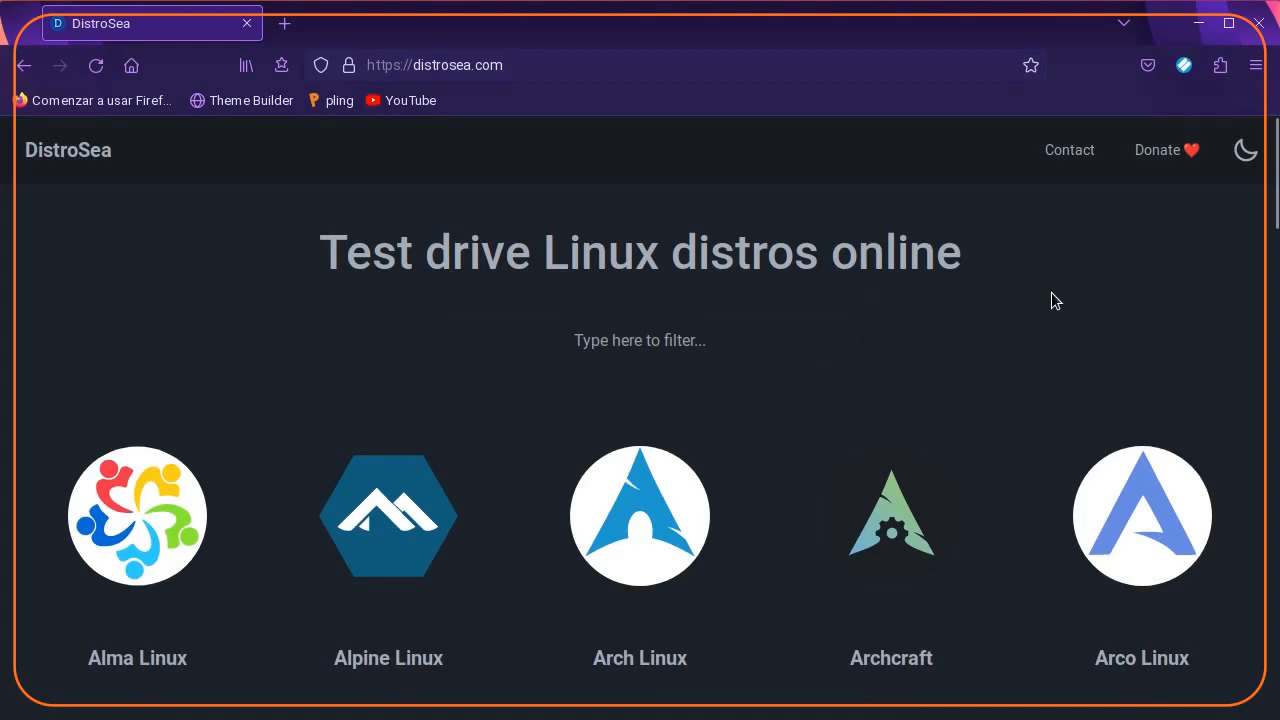 D DistroSea
https://distrosea.com
Comenzar a usar Firef... Theme Builder pling YouTube
DistroSea Contact Donate ❤️
Test drive Linux distros online
Type here to filter...
Alma Linux Alpine Linux Arch Linux Archcraft Arco Linux